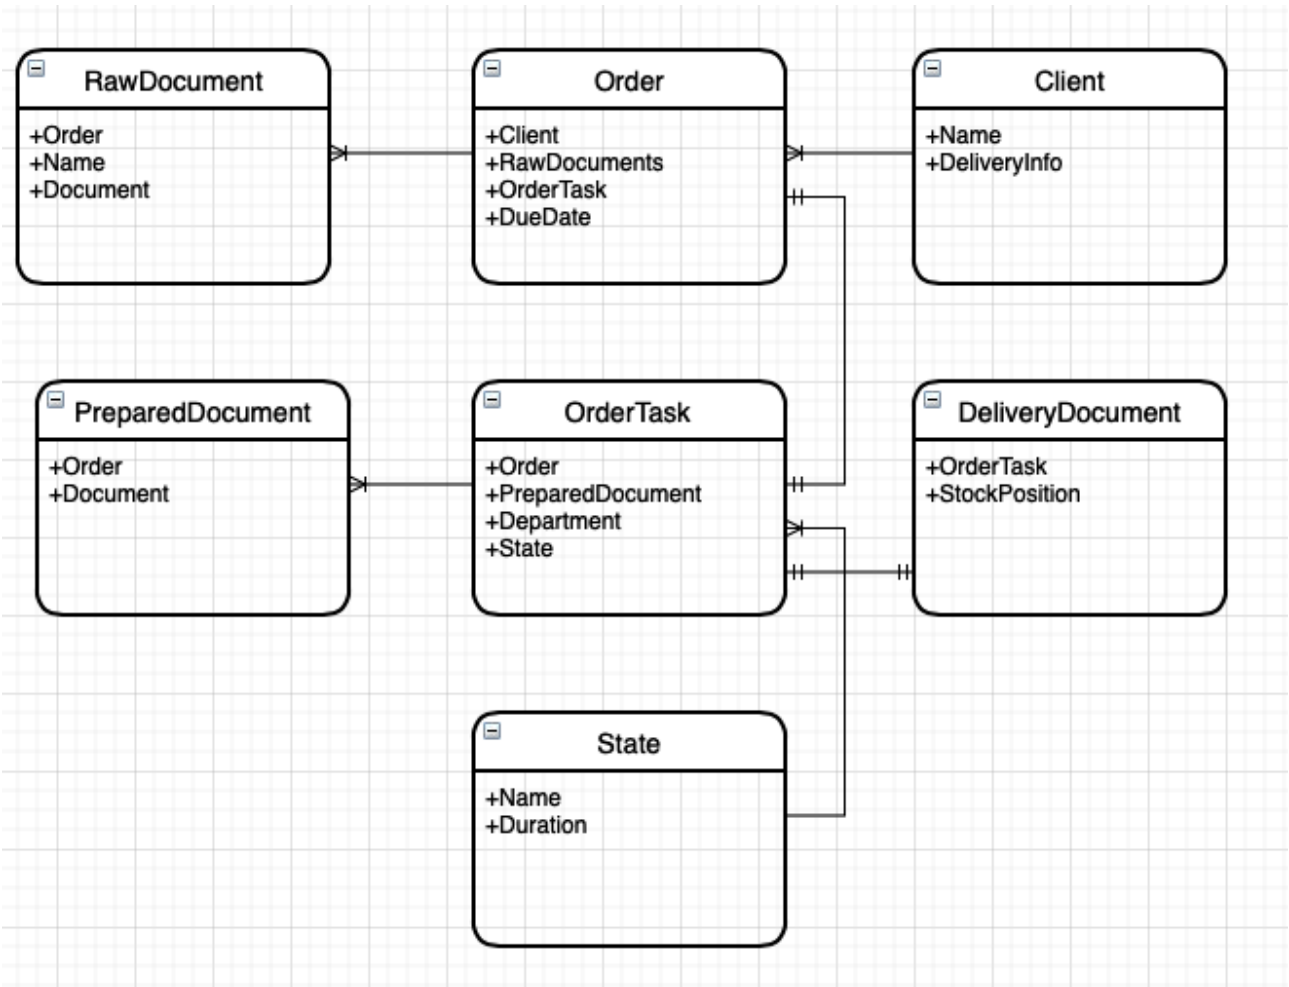 RawDocument
+Order
+Name
+Document
Order
+Client
+RawDocuments
+OrderTask
+DueDate
Client
+Name
+DeliveryInfo
PreparedDocument
+Order
+Document
OrderTask
+Order
+PreparedDocument
+Department
+State
DeliveryDocument
+OrderTask
+StockPosition
State
+Name
+Duration